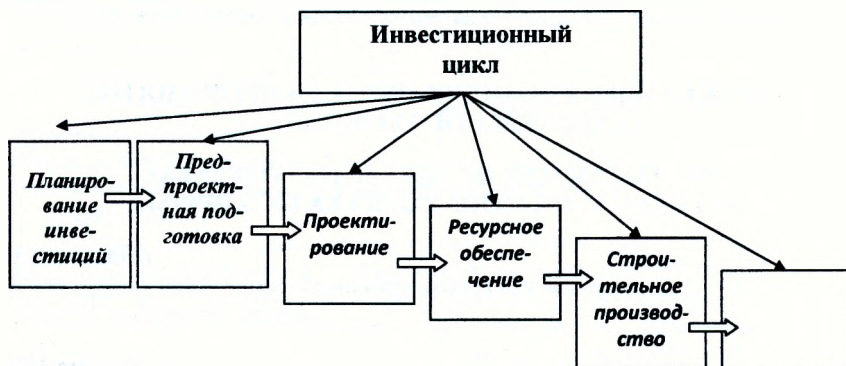 Инвестиционный
цикл
Планиро-
вание
инве-
стиций
Пред-
проект-
ная под-
готовка
Проекти-
рование
Ресурсное
обеспе-
чение
Строи-
тельное
производ-
ство